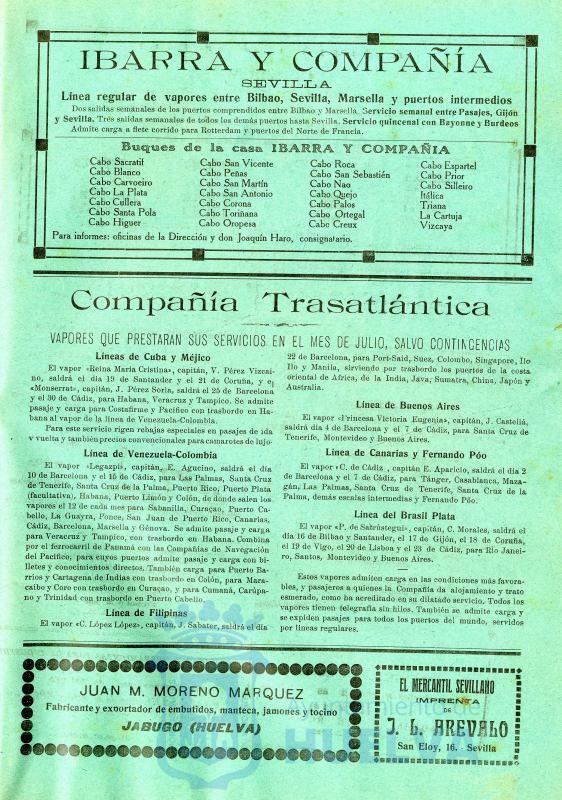 IBARRA Y COMPAÑÍA
SEVILLA
Línea regular de vapores entre Bilbao, Sevilla, Marsella y puertos intermedios
Dos salidas semanales de los puertos comprendidos entre Bilbao y Marsella. Servicio semanal entre Pasajes, Gijón
y Sevilla. Tres salidas semanales de todos los demás puertos hasta Sevilla. Servicio quincenal con Bayonne y Burdeos
Admite carga a flete corrido para Rotterdam y puertos del Norte de Francia.
Buques de la casa IBARRA Y COMPAÑIA
Cabo Sacratif
Cabo Blanco
Cabo Carvoeiro
Cabo La Plata
Cabo Cullera
Cabo Santa Pola
Cabo Higuer
Cabo San Vicente
Cabo Peñas
Cabo San Martín
Cabo San Antonio
Cabo Corona
Cabo Toriñana
Cabo Oropesa
Cabo Roca
Cabo San Sebastián
Cabo Nao
Cabo Quejo
Cabo Palos
Cabo Ortegal
Cabo Creux
Cabo Espartel
Cabo Prior
Cabo Silleiro
Itálica
Triana
La Cartuja
Vizcaya
Para informes: oficinas de la Dirección y don Joaquín Haro, consignatario.
Compañía Trasatlántica
VAPORES QUE PRESTARAN SUS SERVICIOS EN EL MES DE JULIO, SALVO CONTINGENCIAS
Líneas de Cuba y Méjico
El vapor «Reina María Cristina», capitán, V. Pérez Vizcai-
no, saldrá el día 19 de Santander y el 21 de Coruña, y el
«Monserrat», capitán, J. Pérez Soria, saldrá el 25 de Barcelona
y el 30 de Cádiz, para Habana, Veracruz y Tampico. Se admite
pasaje y carga para Costafirme y Pacífico con trasbordo en Ha-
bana al vapor de la línea de Venezuela-Colombia.
Para este servicio rigen rebajas especiales en pasajes de ida
y vuelta y también precios convencionales para camarotes de lujo
Línea de Venezuela-Colombia
El vapor «Legazpi», capitán, E. Agucino, saldrá el día
10 de Barcelona y el 15 de Cádiz, para Las Palmas, Santa Cruz
de Tenerife, Santa Cruz de la Palma, Puerto Rico, Puerto Plata
(facultativa), Habana, Puerto Limón y Colón, de donde salen los
vapores el 12 de cada mes para Sabanilla, Curaçao, Puerto Ca-
bello, La Guayra, Ponce, San Juan de Puerto Rico, Canarias,
Cádiz, Barcelona, Marsella y Génova. Se admite pasaje y carga
para Veracruz y Tampico, con trasbordo en Habana. Combina
por el ferrocarril de Panamá con las Compañías de Navegación
del Pacífico, para cuyos puertos admite pasaje y carga con bi-
lletes y conocimientos directos. También carga para Puerto Ba-
rrios y Cartagena de Indias con trasbordo en Colón, para Mara-
caibo y Coro con trasbordo en Curaçao, y para Cumaná, Carúpa-
no y Trinidad con trasbordo en Puerto Cabello.
Línea de Filipinas
El vapor «C. López López», capitán, J. Sabater, saldrá el día
22 de Barcelona, para Port-Said, Suez, Colombo, Singapore, Ilo
Ilo y Manila, sirviendo por trasbordo los puertos de la costa
oriental de Africa, de la India, Java, Sumatra, China, Japón y
Australia.
Línea de Buenos Aires
El vapor «Princesa Victoria Eugenia», capitán, J. Castellá,
saldrá día 4 de Barcelona y el 7 de Cádiz, para Santa Cruz de
Tenerife, Montevideo y Buenos Aires.
Línea de Canarias y Fernando Póo
El vapor «C. de Cádiz, capitán E. Aparicio, saldrá el día 2
de Barcelona y el 7 de Cádiz, para Tánger, Casablanca, Maza-
gán, Las Palmas, Santa Cruz de Tenerife, Santa Cruz de la
Palma, demás escalas intermedias y Fernando Póo.
Línea del Brasil Plata
El vapor «P. de Satrústegui», capitán, C. Morales, saldrá el
día 16 de Bilbao y Santander, el 17 de Gijón, el 18 de Coruña,
el 19 de Vigo, el 20 de Lisboa y el 23 de Cádiz, para Río Janei-
ro, Santos, Montevideo y Buenos Aires.
Estos vapores admiten carga en las condiciones más favora-
bles, y pasajeros a quienes la Compañía da alojamiento y trato
esmerado, como ha acreditado en su dilatado servicio. Todos los
vapores tienen telegrafía sin hilos. También se admite carga y
se expiden pasajes para todos los puertos del mundo, servidos
por líneas regulares.
JUAN M. MORENO MARQUEZ
Fabricante y exportador de embutidos, manteca, jamones y tocino
JABUGO (HUELVA)
EL MERCANTIL SEVILLANO
IMPRENTA
DE
J. L. AREVALO
San Eloy, 16. - Sevilla